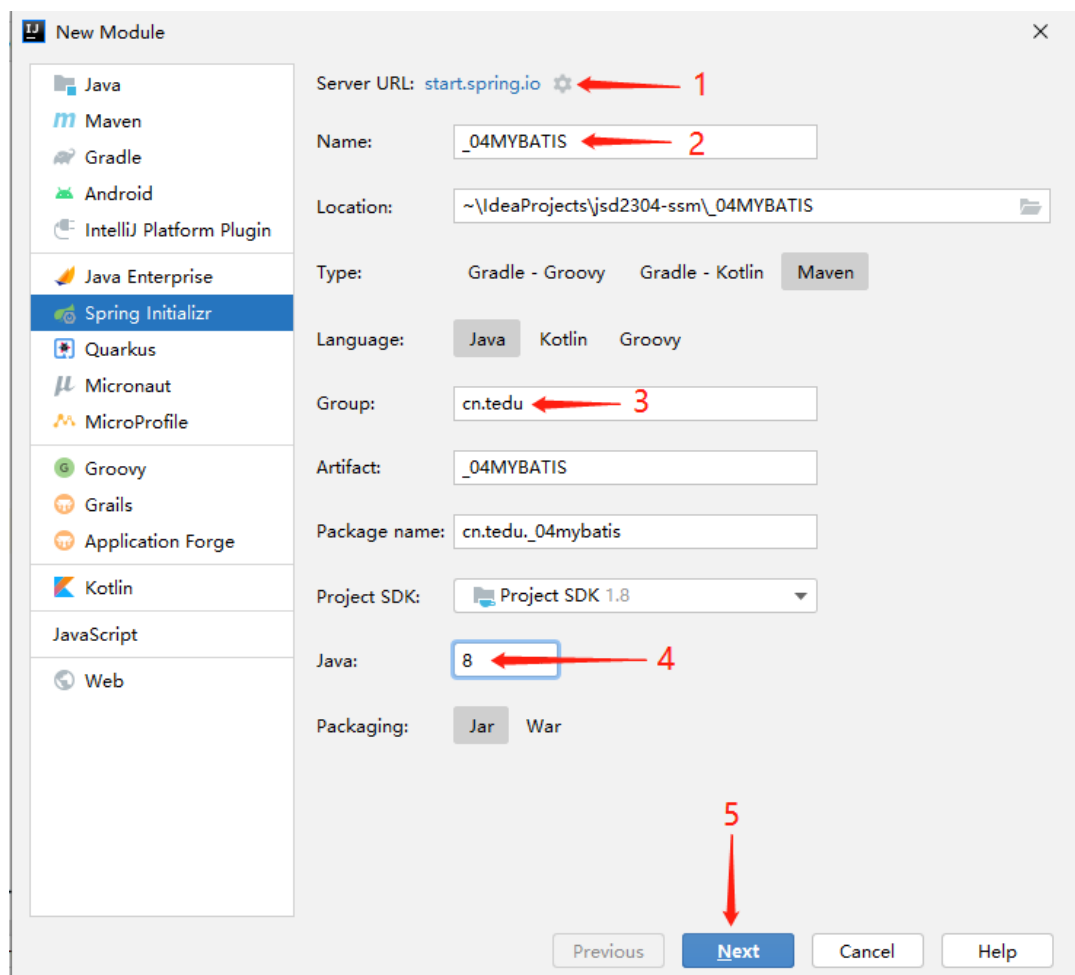 New Module
Java
Maven
Gradle
Android
IntelliJ Platform Plugin
Java Enterprise
Spring Initializr
Quarkus
Micronaut
MicroProfile
Groovy
Grails
Application Forge
Kotlin
JavaScript
Web
Server URL: start.spring.io 1
Name: _04MYBATIS 2
Location: ~\IdeaProjects\jsd2304-ssm\_04MYBATIS
Type: Gradle - Groovy Gradle - Kotlin Maven
Language: Java Kotlin Groovy
Group: cn.tedu 3
Artifact: _04MYBATIS
Package name: cn.tedu._04mybatis
Project SDK: Project SDK 1.8
Java: 8 4
Packaging: Jar War
5
Previous Next Cancel Help